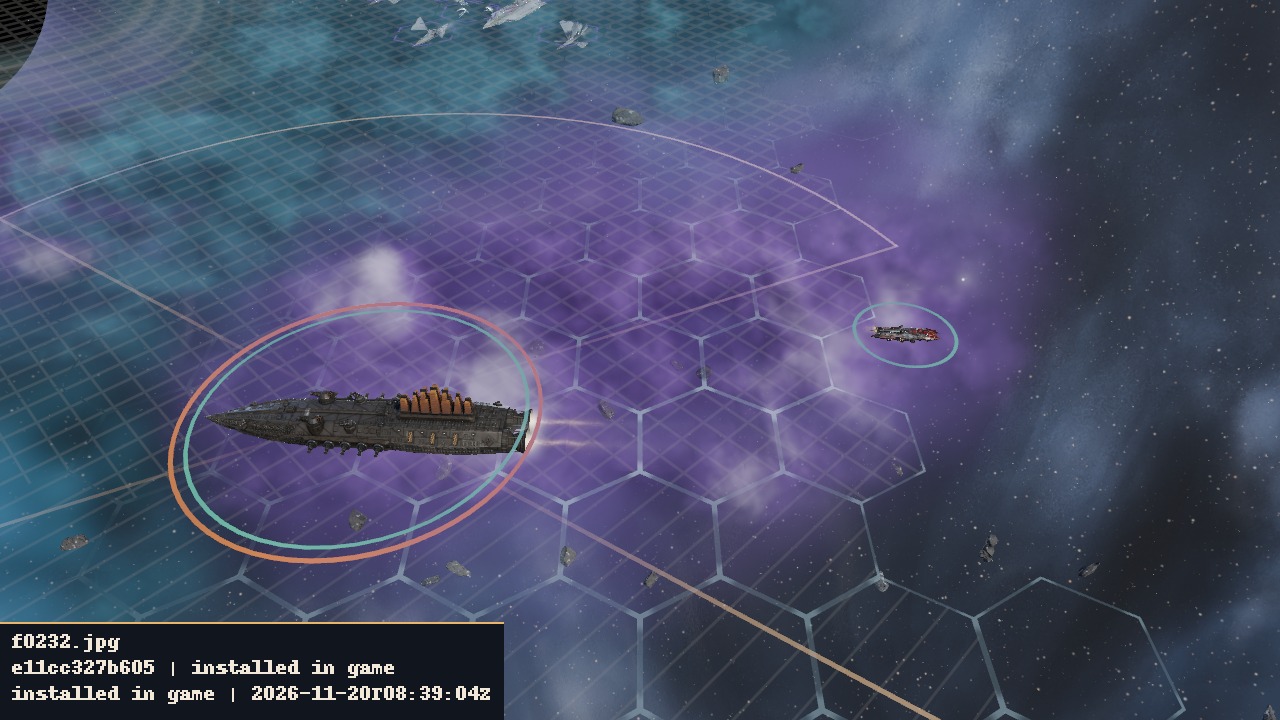 f0232.jpg
e11cc327b605 | installed in game
installed in game | 2026-11-20T08:39:04Z